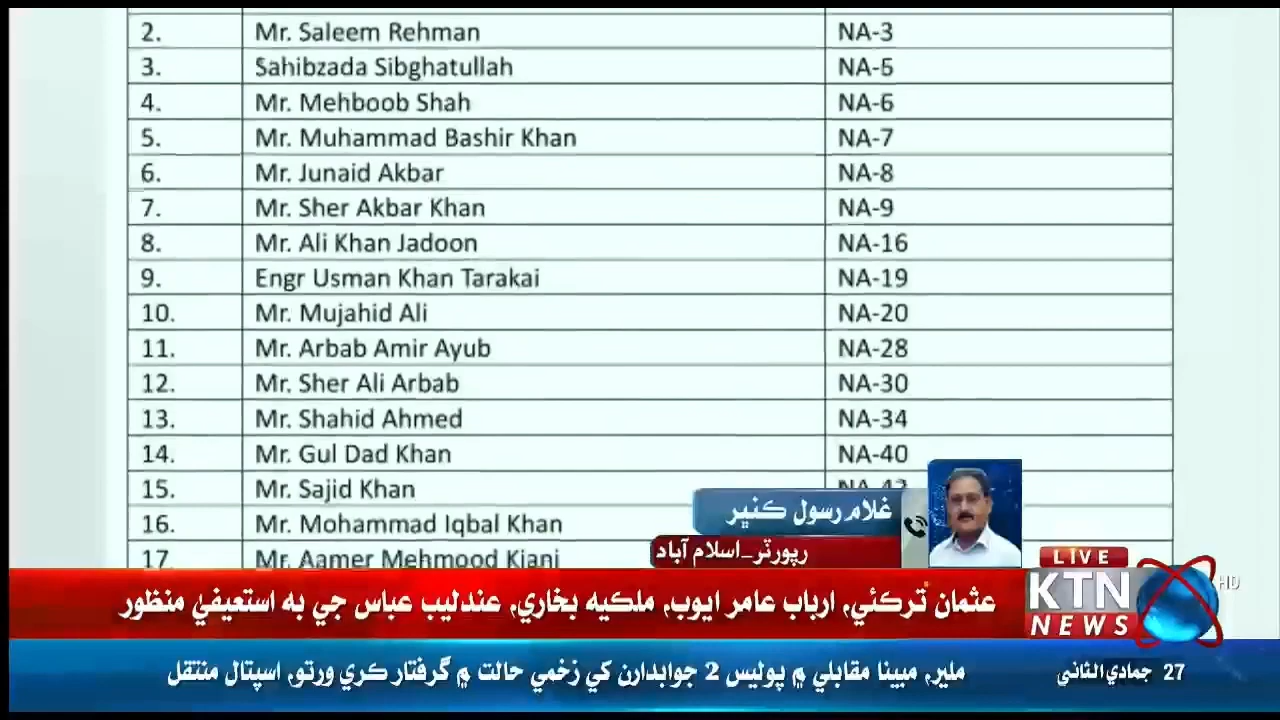 2. Mr. Saleem Rehman NA-3
3. Sahibzada Sibghatullah NA-5
4. Mr. Mehboob Shah NA-6
5. Mr. Muhammad Bashir Khan NA-7
6. Mr. Junaid Akbar NA-8
7. Mr. Sher Akbar Khan NA-9
8. Mr. Ali Khan Jadoon NA-16
9. Engr Usman Khan Tarakai NA-19
10. Mr. Mujahid Ali NA-20
11. Mr. Arbab Amir Ayub NA-28
12. Mr. Sher Ali Arbab NA-30
13. Mr. Shahid Ahmed NA-34
14. Mr. Gul Dad Khan NA-40
15. Mr. Sajid Khan
16. Mr. Mohammad Iqbal Khan
17. Mr. Aamer Mehmood Kiani
غلام رسول ڪنڀر
رپورٽر_اسلام آباد
عثمان ترڪئي، ارباب عامر ايوب، ملڪيه بخاري، عندليب عباس جي به استعيفيٰ منظور
LIVE
KTN
NEWS
HD
ملير، مبينا مقابلي ۾ پوليس 2 جوابدارن کي زخمي حالت ۾ گرفتار ڪري ورتو، اسپتال منتقل
27 جمادي الثاني